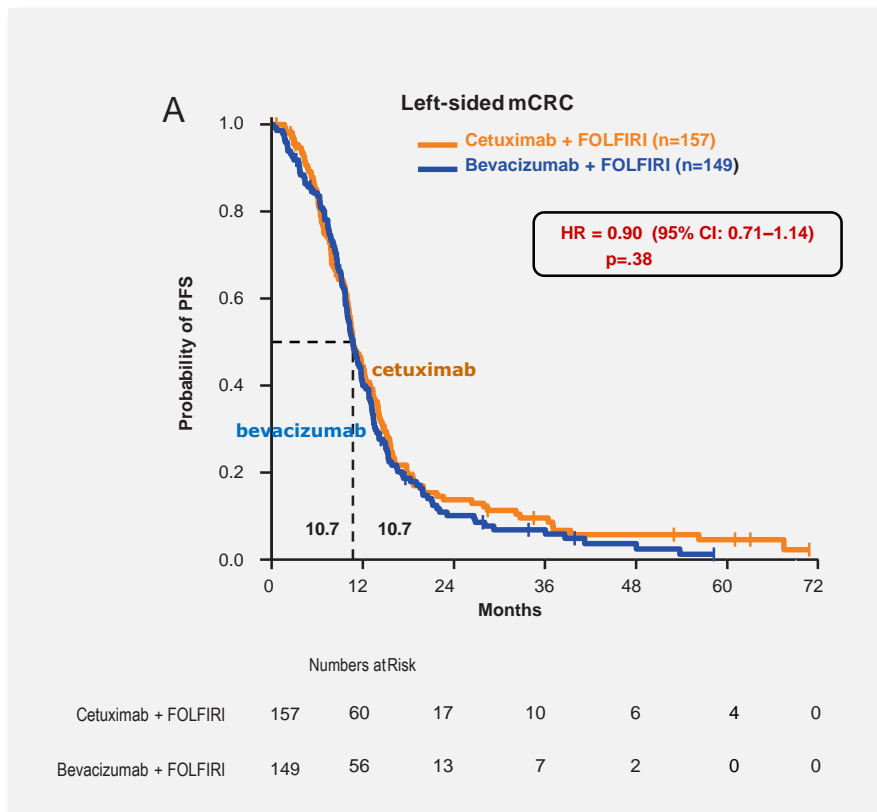 A
Left-sided mCRC
Cetuximab + FOLFIRI (n=157)
Bevacizumab + FOLFIRI (n=149)
HR = 0.90 (95% CI: 0.71–1.14)
p=.38
Probability of PFS
1.0
0.8
0.6
0.4
0.2
0.0
cetuximab
bevacizumab
10.7 10.7
0 12 24 36 48 60 72
Months
Numbers at Risk
Cetuximab + FOLFIRI 157 60 17 10 6 4 0
Bevacizumab + FOLFIRI 149 56 13 7 2 0 0